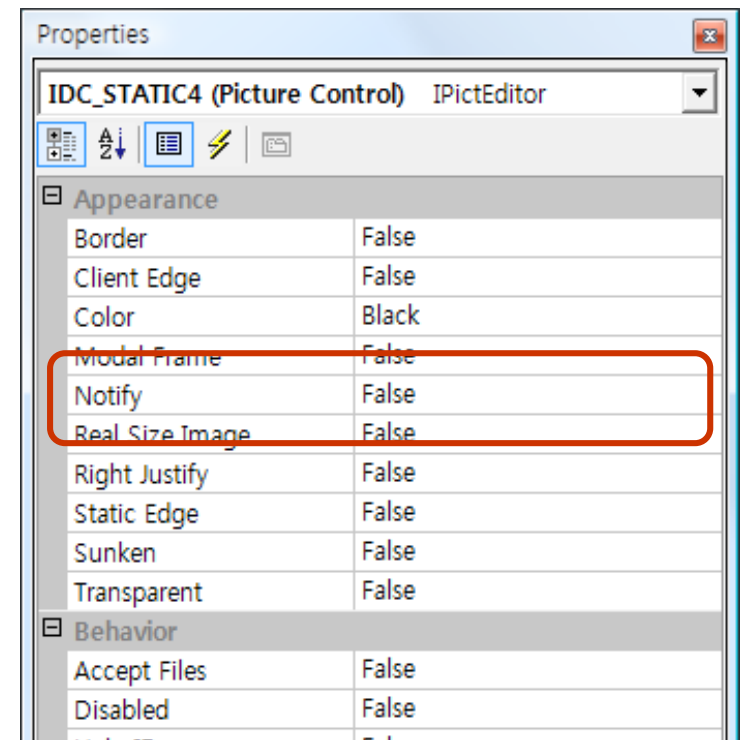 Properties
IDC_STATIC4 (Picture Control) IPictEditor
Appearance
Border False
Client Edge False
Color Black
Modal Frame False
Notify False
Real Size Image False
Right Justify False
Static Edge False
Sunken False
Transparent False
Behavior
Accept Files False
Disabled False